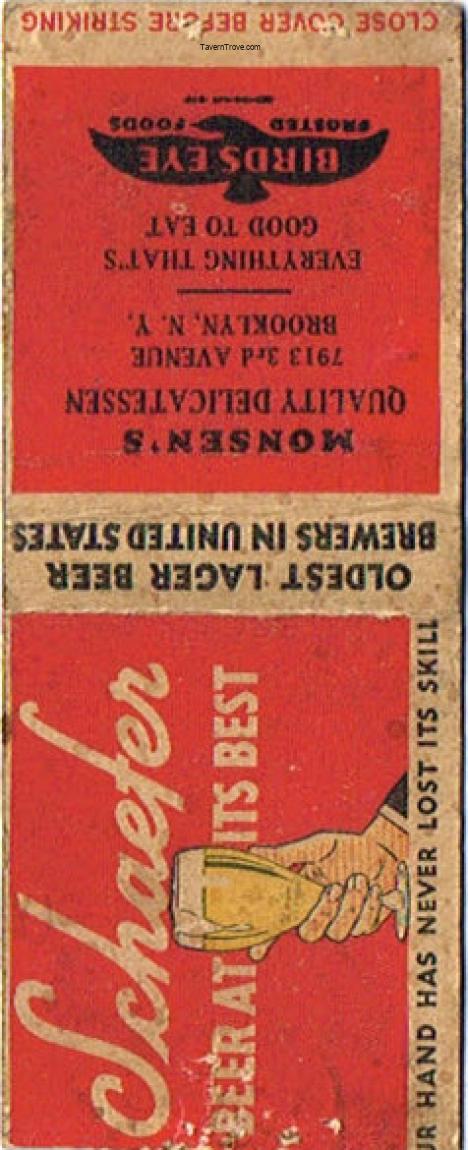 CLOSE COVER BEFORE STRIKING
TavernTrove.com
MONSEN'S
QUALITY DELICATESSEN
7913 3rd AVENUE
BROOKLYN, N. Y.
EVERYTHING THAT'S
GOOD TO EAT
BIRDS EYE
FROSTED FOODS
OLDEST LAGER BEER
BREWERS IN UNITED STATES
Schaefer
BEER AT ITS BEST
HAND HAS NEVER LOST ITS SKILL